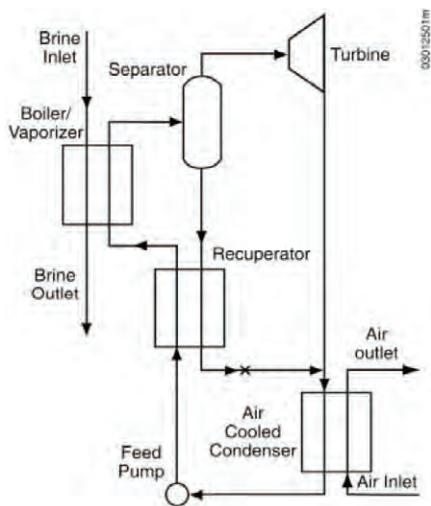 Brine
Inlet
Separator
Turbine
03012501m
Boiler/
Vaporizer
Recuperator
Brine
Outlet
Air
outlet
Air
Cooled
Condenser
Feed
Pump
Air Inlet